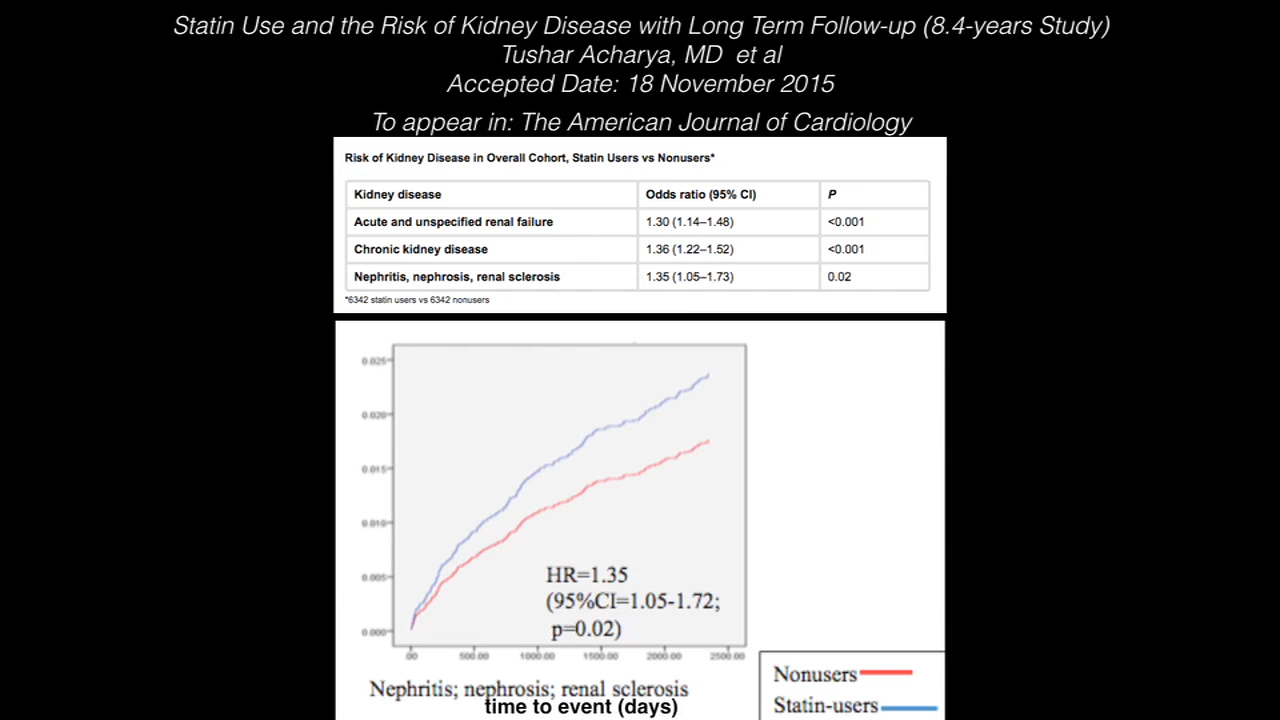 Statin Use and the Risk of Kidney Disease with Long Term Follow-up (8.4-years Study)
Tushar Acharya, MD et al
Accepted Date: 18 November 2015
To appear in: The American Journal of Cardiology
Risk of Kidney Disease in Overall Cohort, Statin Users vs Nonusers*
Kidney disease Odds ratio (95% CI) P
Acute and unspecified renal failure 1.30 (1.14–1.48) <0.001
Chronic kidney disease 1.36 (1.22–1.52) <0.001
Nephritis, nephrosis, renal sclerosis 1.35 (1.05–1.73) 0.02
*6342 statin users vs 6342 nonusers
0.025
0.020
0.015
0.010
0.005
0.000
HR=1.35
(95%CI=1.05-1.72;
p=0.02)
.00 500.00 1000.00 1500.00 2000.00 2500.00
Nephritis; nephrosis; renal sclerosis
time to event (days)
Nonusers
Statin-users